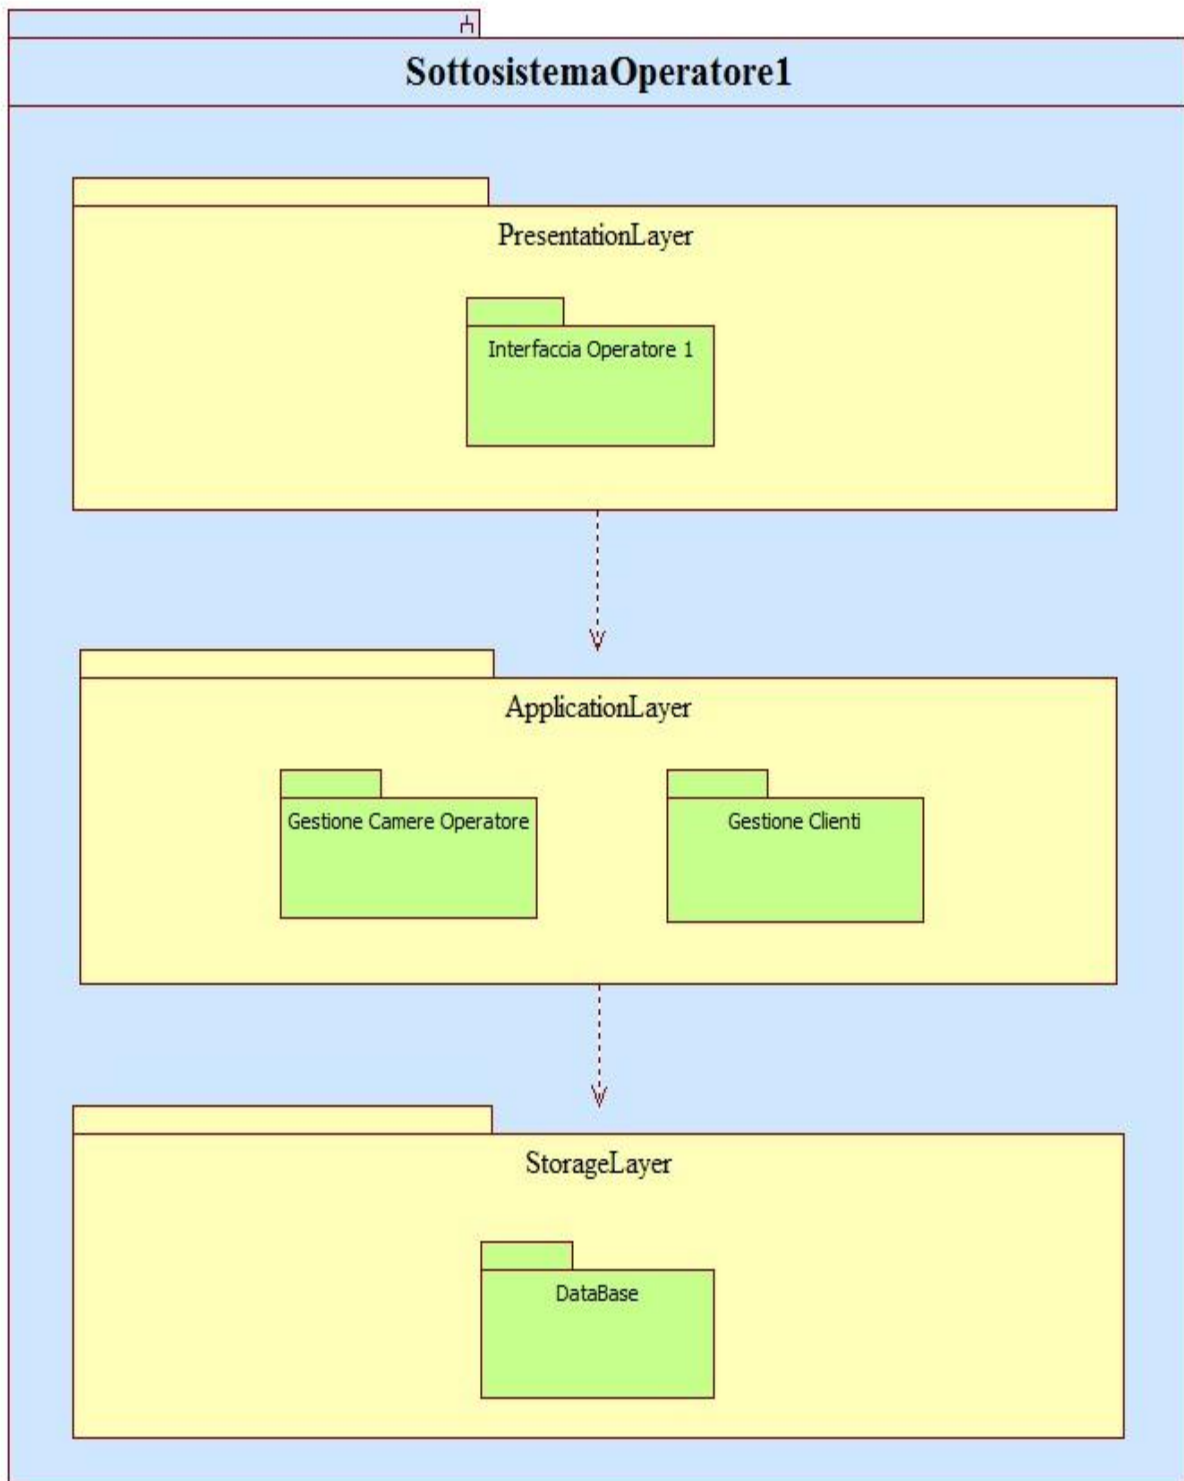 SottosistemaOperatore1
PresentationLayer
Interfaccia Operatore 1
ApplicationLayer
Gestione Camere Operatore
Gestione Clienti
StorageLayer
DataBase